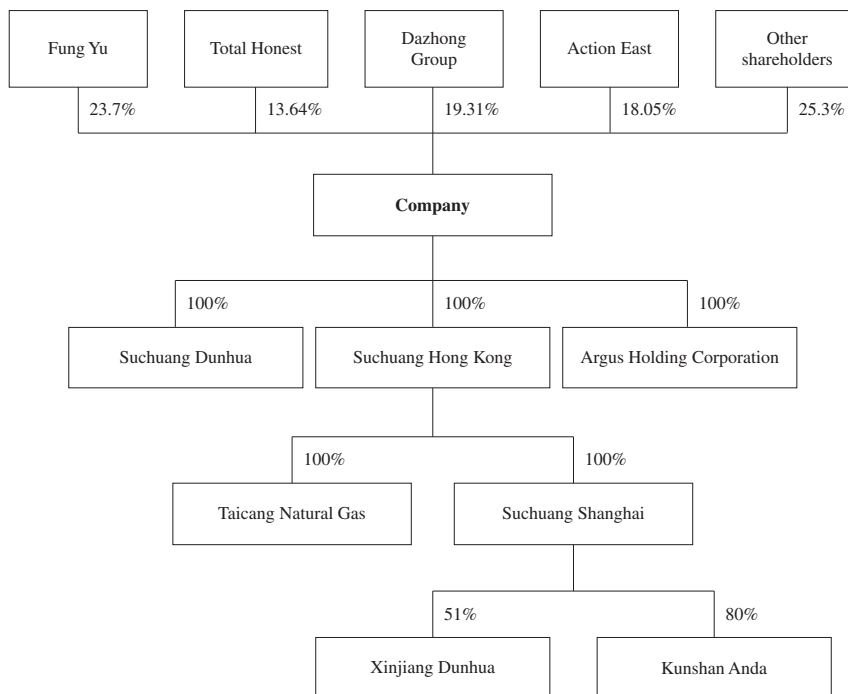 Fung Yu
Total Honest
Dazhong
Group
Action East
Other
shareholders
23.7%
13.64%
19.31%
18.05%
25.3%
Company
100%
100%
100%
Suchuang Dunhua
Suchuang Hong Kong
Argus Holding Corporation
100%
100%
Taicang Natural Gas
Suchuang Shanghai
51%
80%
Xinjiang Dunhua
Kunshan Anda